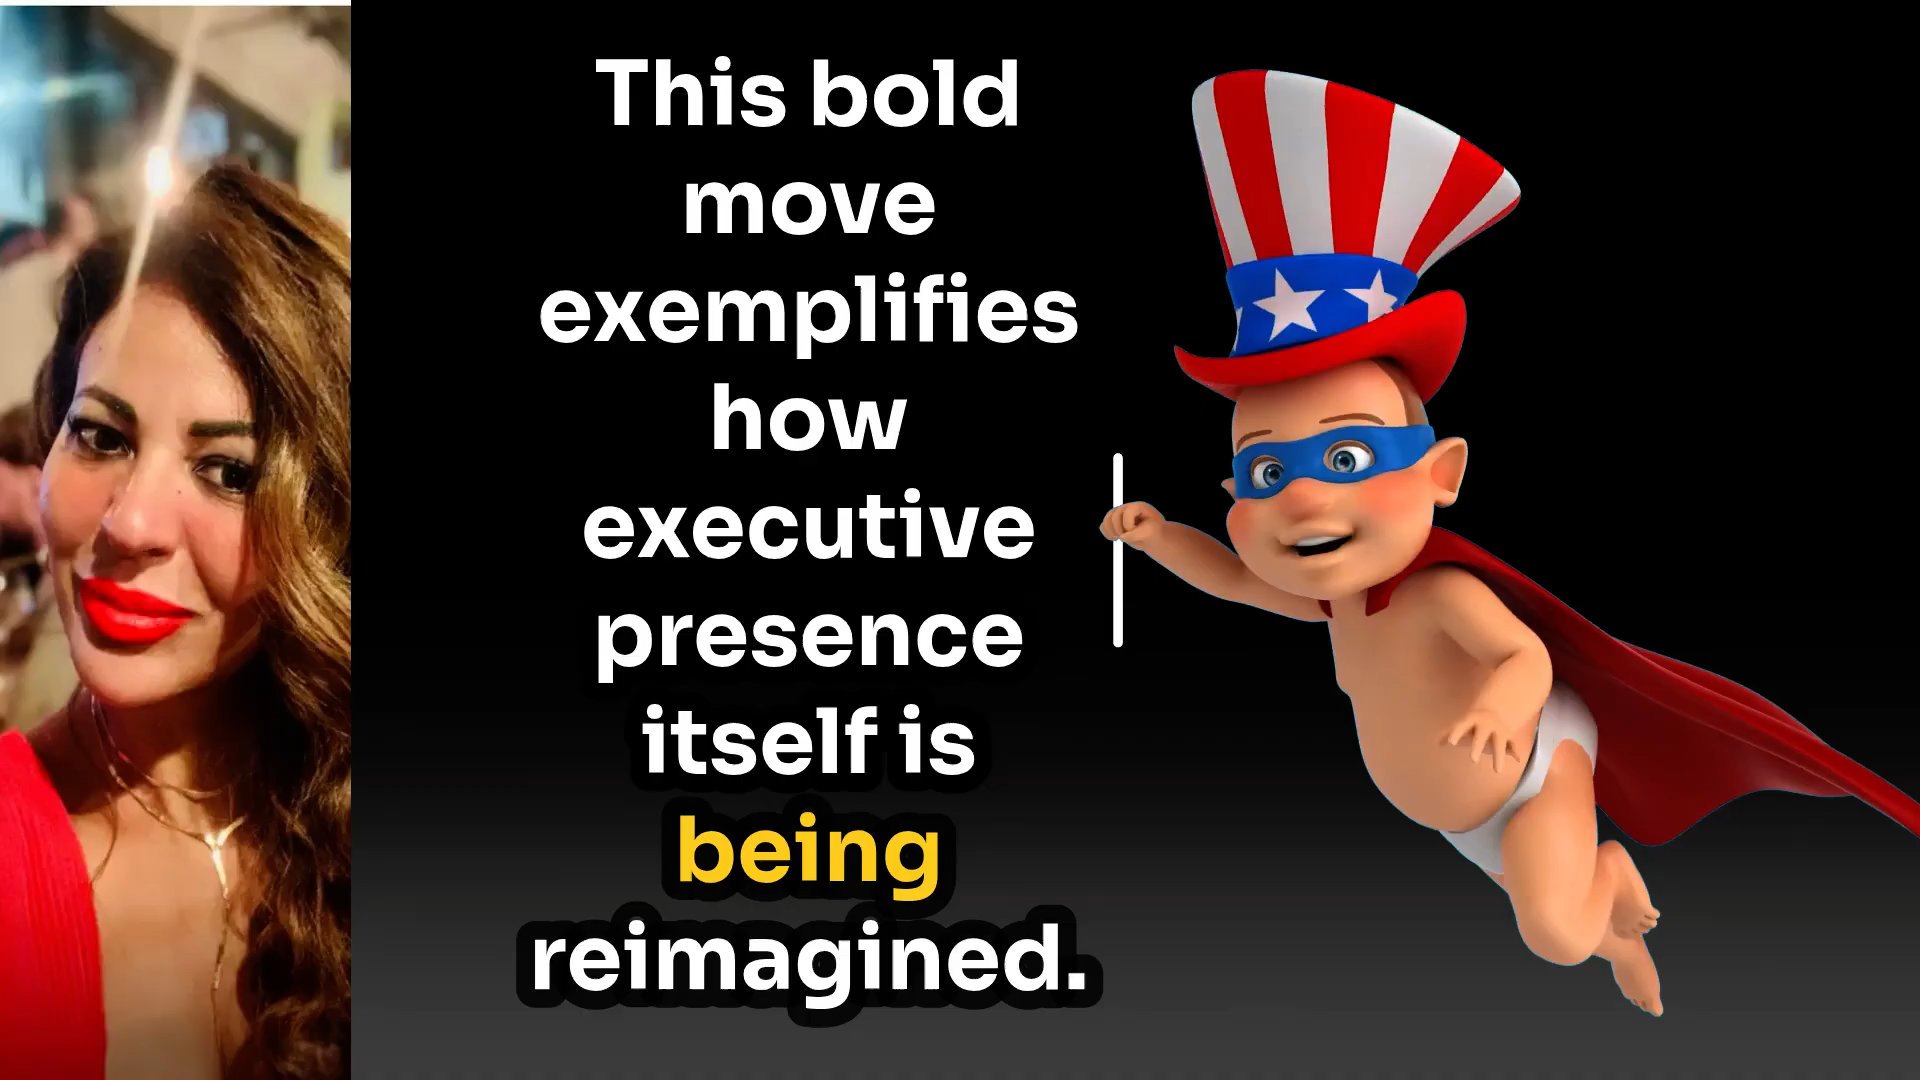 This bold
move
exemplifies
how
executive
presence
itself is
being
reimagined.